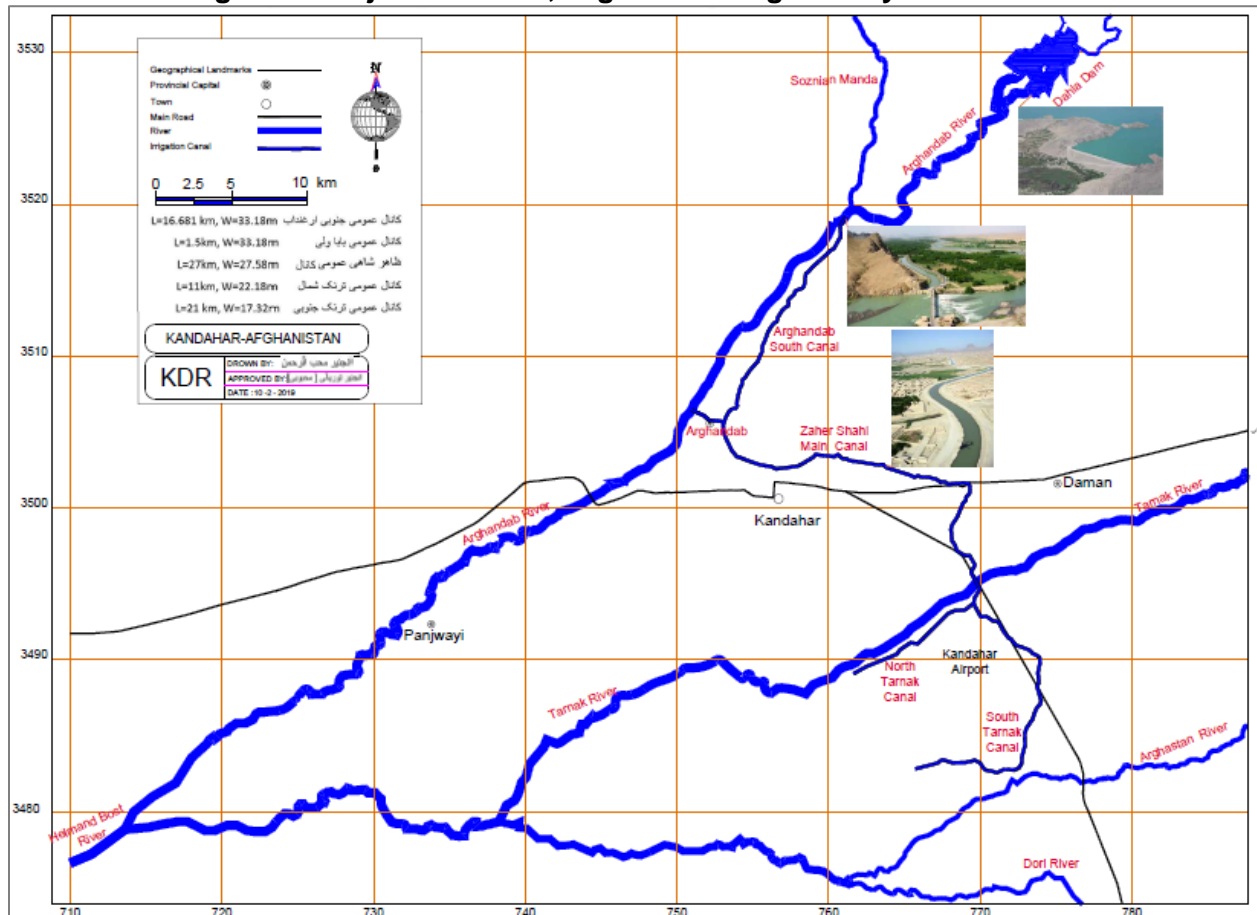 3530
3520
3510
3500
3490
3480
710
720
730
740
750
760
770
780
Geographical Landmarks
Provincial Capital
Town
Main Road
River
Irrigation Canal
N
0 2.5 5 10 km
کانال عمومی جنوبی ارغنداب L=16.681 km, W=33.18m
کانال عمومی بابا ولی L=1.5km, W=33.18m
ظاهر شاهی عمومی کانال L=27km, W=27.58m
کانال عمومی ترنک شمال L=11km, W=22.18m
کانال عمومی ترنک جنوبی L=21 km, W=17.32m
KANDAHAR-AFGHANISTAN
KDR
DROWN BY: انجنیر محب الرحمن
APPROVED BY:
DATE :10 -2 - 2019
Soznian Manda
Dahla Dam
Arghandab River
Arghandab
South Canal
Arghandab
Zaher Shahi
Main Canal
Daman
Tarnak River
Kandahar
Arghandab River
Panjwayi
Kandahar
Airport
North
Tarnak
Canal
Tarnak River
South
Tarnak
Canal
Arghastan River
Helmand Bost
River
Dori River